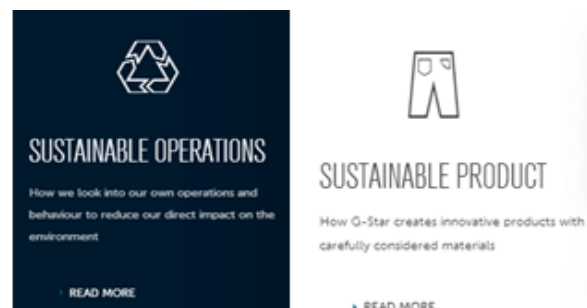 SUSTAINABLE OPERATIONS
How we look into our own operations and
behaviour to reduce our direct impact on the
environment
READ MORE
SUSTAINABLE PRODUCT
How G-Star creates innovative products with
carefully considered materials
READ MORE